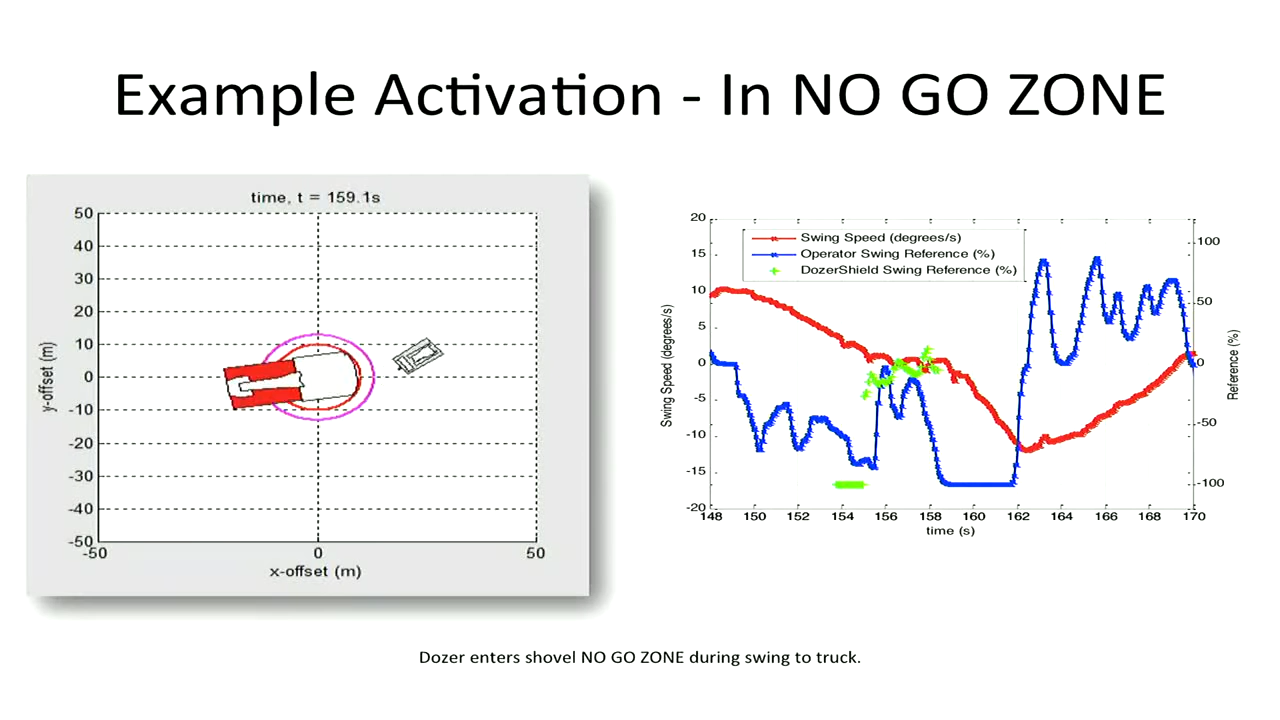 Example Activation - In NO GO ZONE
time, t = 159.1s
50
40
30
20
10
0
-10
-20
-30
-40
-50
y-offset (m)
-50 0 50
x-offset (m)
Swing Speed (degrees/s)
Operator Swing Reference (%)
DozerShield Swing Reference (%)
20
15
10
5
0
-5
-10
-15
-20
Swing Speed (degrees/s)
100
50
0
-50
-100
Reference (%)
148 150 152 154 156 158 160 162 164 166 168 170
time (s)
Dozer enters shovel NO GO ZONE during swing to truck.